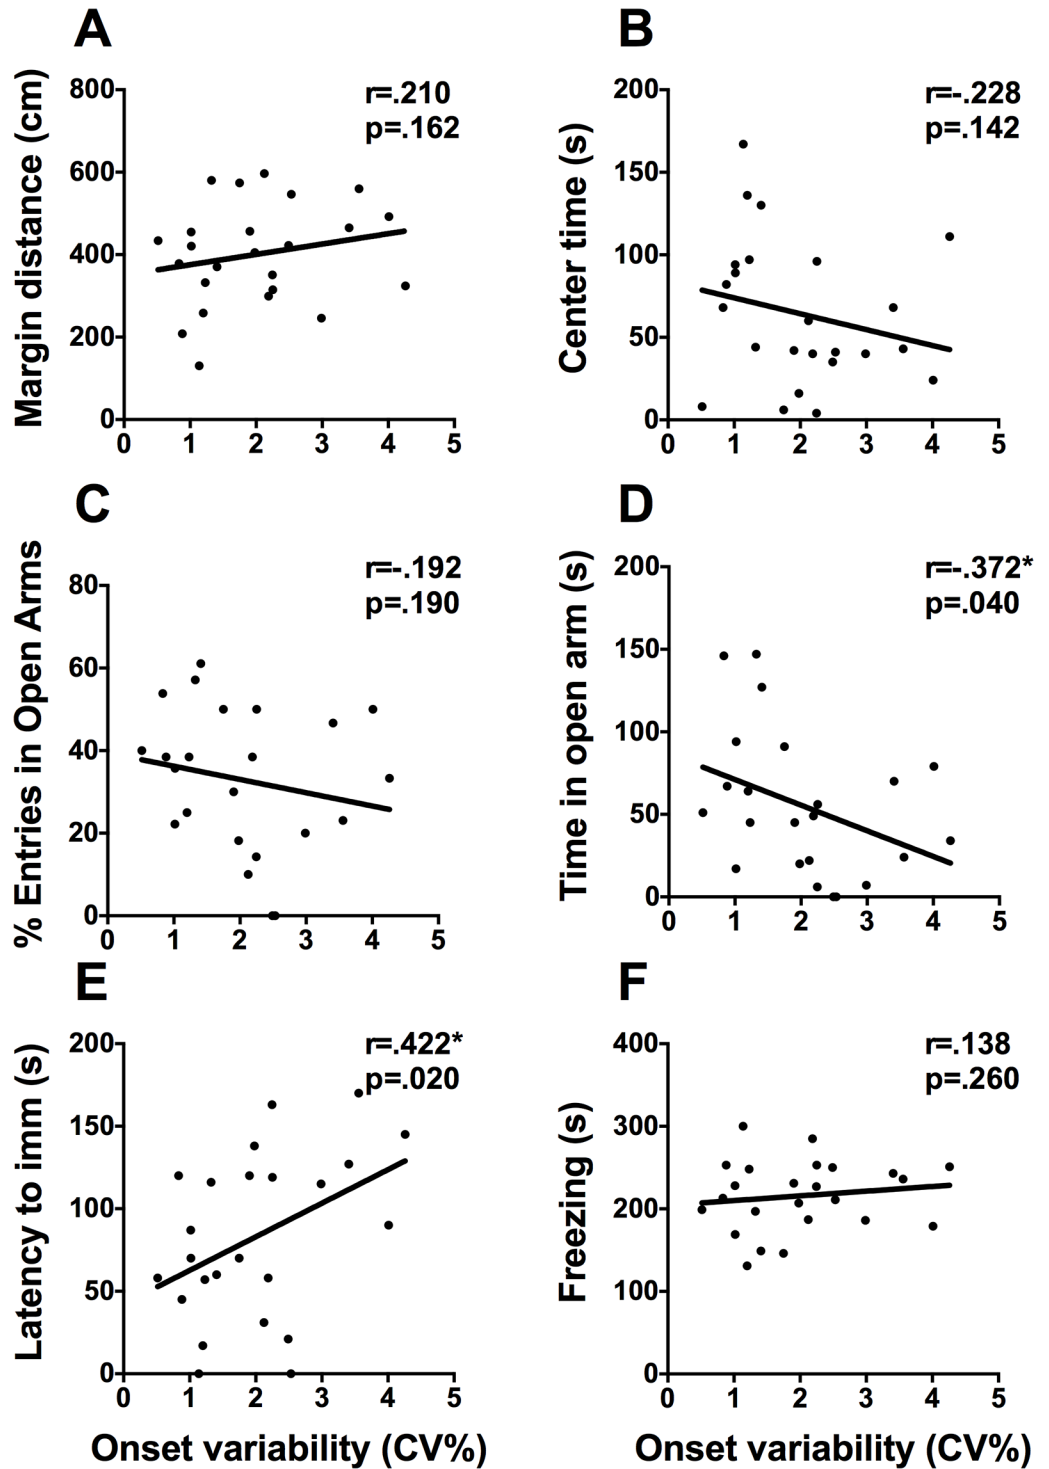 A
Margin distance (cm)
800
600
400
200
0
0 1 2 3 4 5
r=.210
p=.162
B
Center time (s)
200
150
100
50
0
0 1 2 3 4 5
r=-.228
p=.142
C
% Entries in Open Arms
80
60
40
20
0
0 1 2 3 4 5
r=-.192
p=.190
D
Time in open arm (s)
200
150
100
50
0
0 1 2 3 4 5
r=-.372*
p=.040
E
Latency to imm (s)
200
150
100
50
0
0 1 2 3 4 5
r=.422*
p=.020
Onset variability (CV%)
F
Freezing (s)
400
300
200
100
0
0 1 2 3 4 5
r=.138
p=.260
Onset variability (CV%)